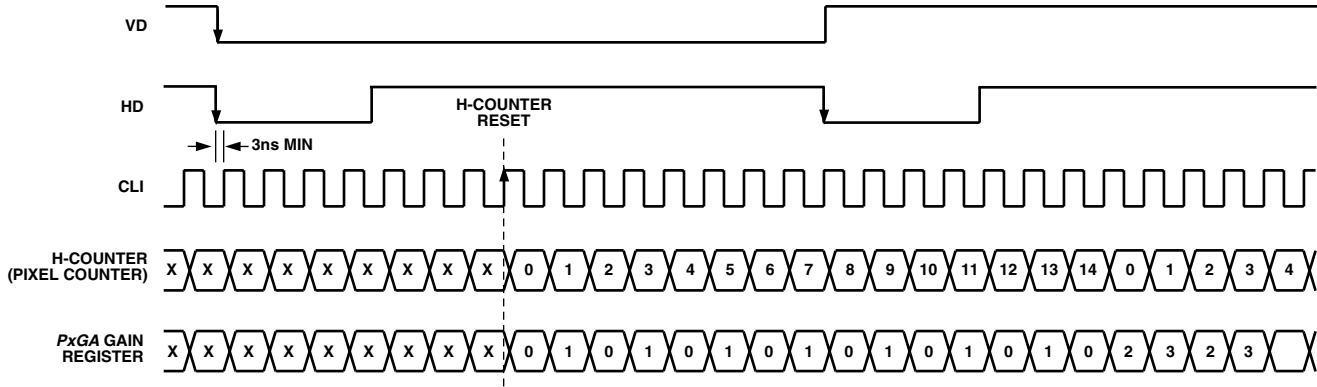 VD
HD
H-COUNTER
RESET
3ns MIN
CLI
H-COUNTER
(PIXEL COUNTER)
X X X X X X X X X 0 1 2 3 4 5 6 7 8 9 10 11 12 13 14 0 1 2 3 4
PxGA GAIN
REGISTER
X X X X X X X X X 0 1 0 1 0 1 0 1 0 1 0 1 0 1 0 2 3 2 3